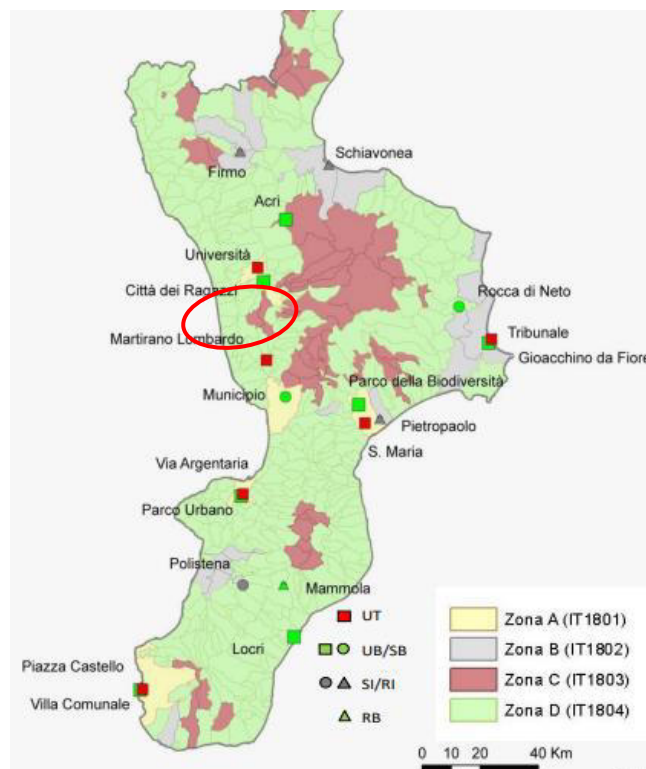 Firmo
Schiavonea
Acri
Università
Città dei Ragazzi
Rocca di Neto
Martirano Lombardo
Tribunale
Gioacchino da Fiore
Parco della Biodiversità
Municipio
Pietropaolo
S. Maria
Via Argentaria
Parco Urbano
Polistena
Mammola
UT
Zona A (IT1801)
Locri
UB/SB
Zona B (IT1802)
Piazza Castello
SI/RI
Zona C (IT1803)
Villa Comunale
RB
Zona D (IT1804)
0 10 20 40 Km